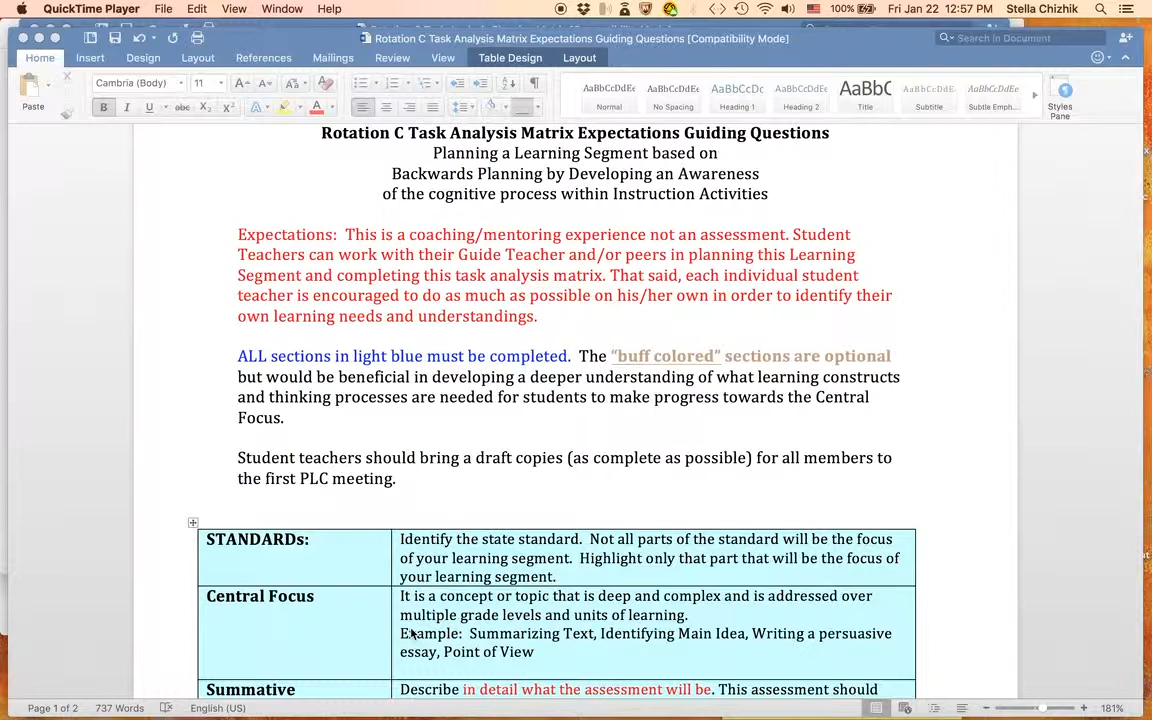 QuickTime Player File Edit View Window Help 100% Fri Jan 22 12:57 PM Stella Chizhik
Rotation C Task Analysis Matrix Expectations Guiding Questions [Compatibility Mode] Search in Document
Home Insert Design Layout References Mailings Review View Table Design Layout
Paste Cambria (Body) 11 AaBbCcDdEe AaBbCcDdEe AaBbCcDc AaBbCcDdEe AaBbC AaBbCcDdEe AaBbCcDdEe
B I U abc X₂ X² A A Normal No Spacing Heading 1 Heading 2 Title Subtitle Subtle Emph... Styles Pane
Rotation C Task Analysis Matrix Expectations Guiding Questions
Planning a Learning Segment based on
Backwards Planning by Developing an Awareness
of the cognitive process within Instruction Activities
Expectations: This is a coaching/mentoring experience not an assessment. Student
Teachers can work with their Guide Teacher and/or peers in planning this Learning
Segment and completing this task analysis matrix. That said, each individual student
teacher is encouraged to do as much as possible on his/her own in order to identify their
own learning needs and understandings.
ALL sections in light blue must be completed. The "buff colored" sections are optional
but would be beneficial in developing a deeper understanding of what learning constructs
and thinking processes are needed for students to make progress towards the Central
Focus.
Student teachers should bring a draft copies (as complete as possible) for all members to
the first PLC meeting.
STANDARDs: Identify the state standard. Not all parts of the standard will be the focus
of your learning segment. Highlight only that part that will be the focus of
your learning segment.
Central Focus It is a concept or topic that is deep and complex and is addressed over
multiple grade levels and units of learning.
Example: Summarizing Text, Identifying Main Idea, Writing a persuasive
essay, Point of View
Summative Describe in detail what the assessment will be. This assessment should
Page 1 of 2 737 Words English (US) 181%